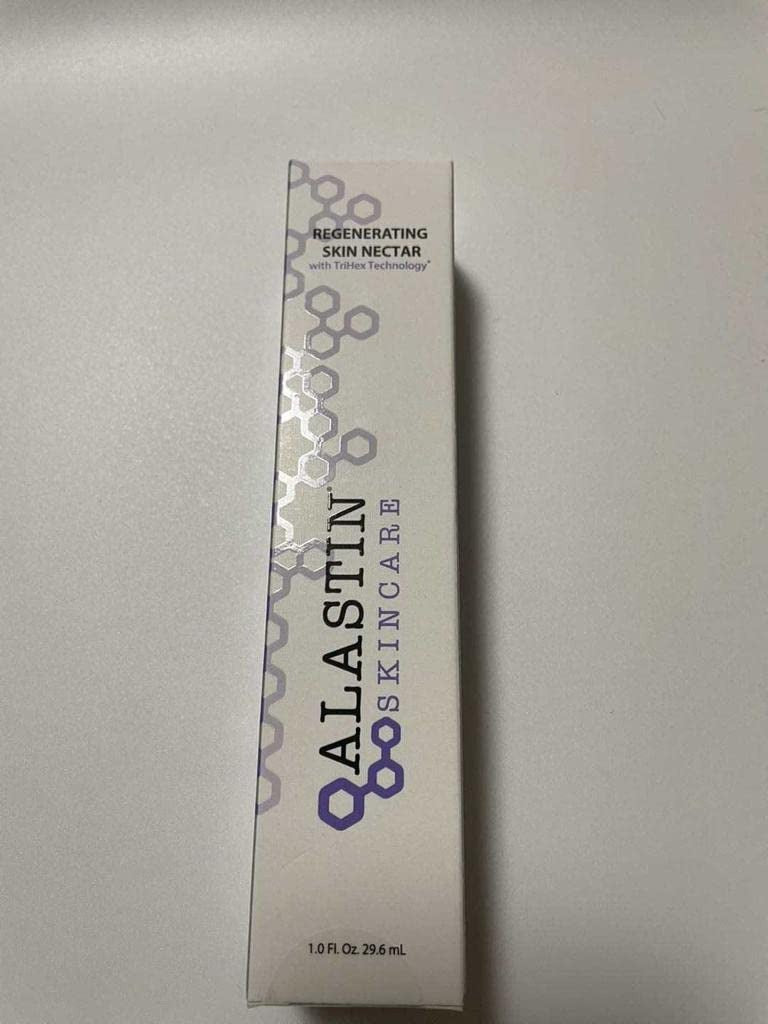 REGENERATING
SKIN NECTAR
with TriHex Technology®
ALASTIN®
SKINCARE
1.0 Fl. Oz. 29.6 mL